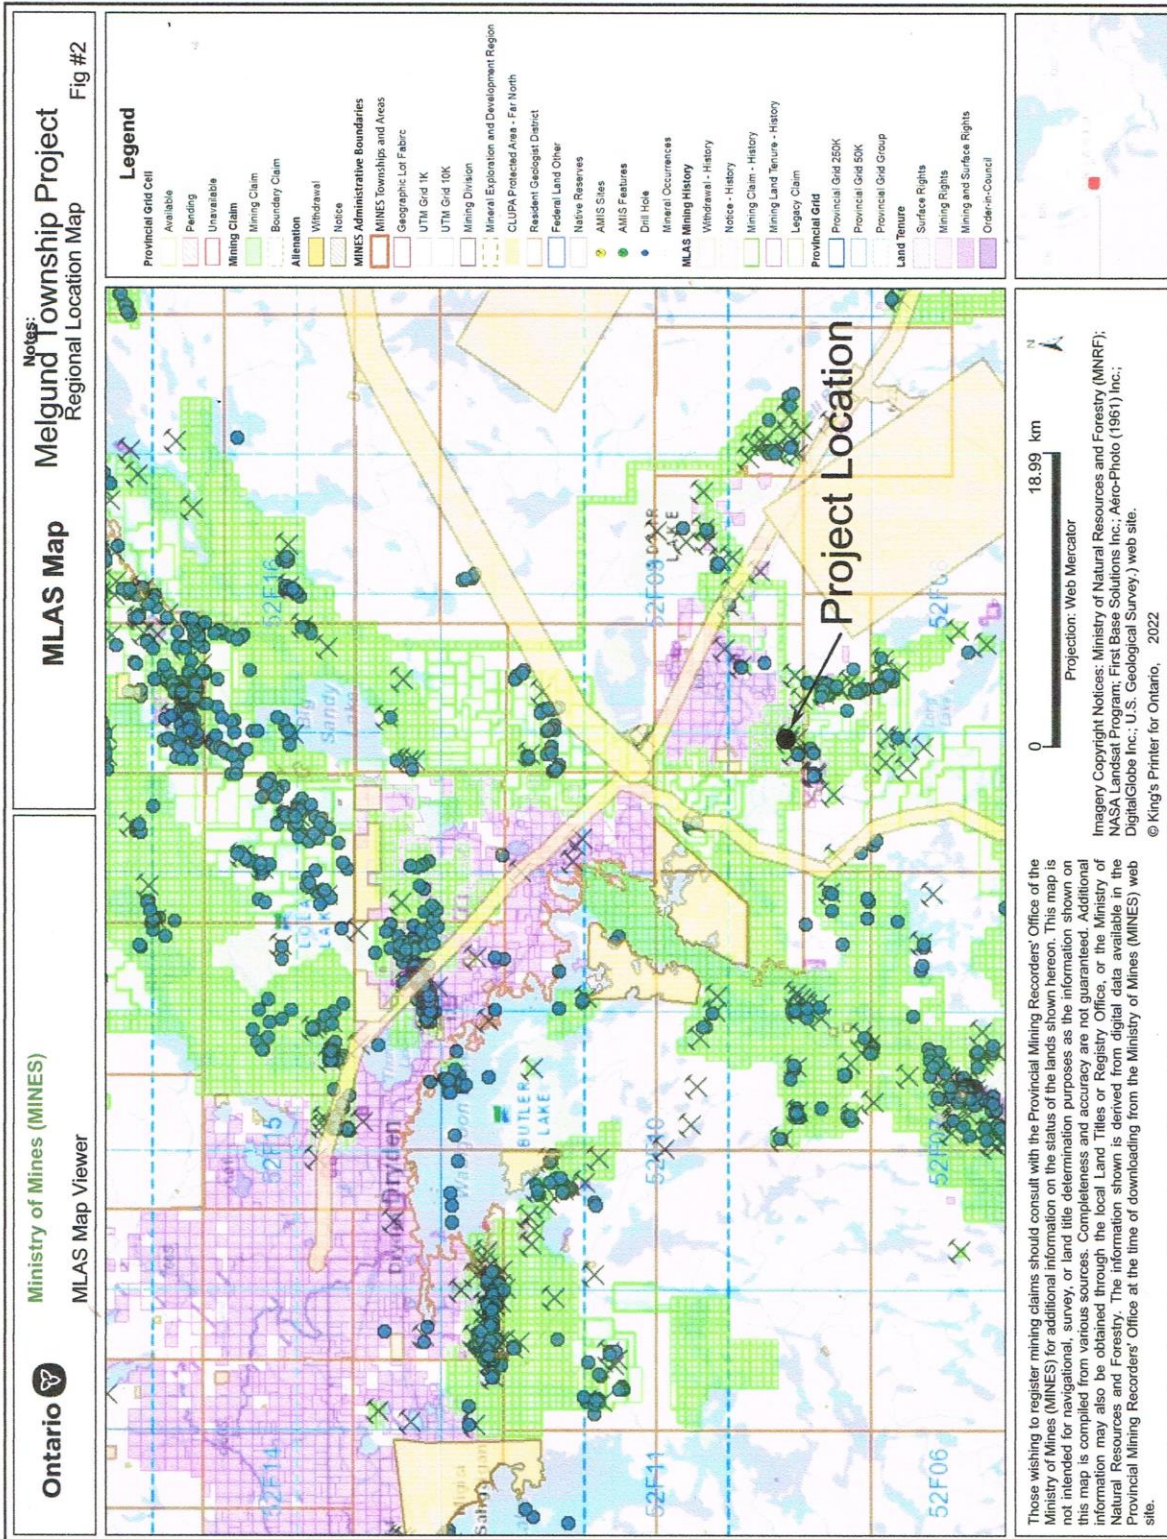 Ontario
Ministry of Mines (MINES)
MLAS Map Viewer
MLAS Map
Notes:
Melgund Township Project
Regional Location Map
Fig #2
52F14
52F15
52F16
Big
Sandy
Lake
LAKE
Dryden
Dryden
Wabigoon
BUTLER
LAKE
52F11
52F10
52F09
LAKE
Project Location
52F06
52F07
52F08
Legend
Provincial Grid Cell
Available
Pending
Unavailable
Mining Claim
Mining Claim
Boundary Claim
Alienation
Withdrawal
Notice
MINES Administrative Boundaries
MINES Townships and Areas
Geographic Lot Fabirc
UTM Grid 1K
UTM Grid 10K
Mining Division
Mineral Exploration and Development Region
CLUPA Protected Area - Far North
Resident Geologist District
Federal Land Other
Native Reserves
AMIS Sites
AMIS Features
Drill Hole
Mineral Occurrences
MLAS Mining History
Withdrawal - History
Notice - History
Mining Claim - History
Mining Land Tenure - History
Legacy Claim
Provincial Grid
Provincial Grid 250K
Provincial Grid 50K
Provincial Grid Group
Land Tenure
Surface Rights
Mining Rights
Mining and Surface Rights
Order-in-Council
Those wishing to register mining claims should consult with the Provincial Mining Recorders' Office of the
Ministry of Mines (MINES) for additional information on the status of the lands shown hereon. This map is
not intended for navigational, survey, or land title determination purposes as the information shown on
this map is compiled from various sources. Completeness and accuracy are not guaranteed. Additional
information may also be obtained through the local Land Titles or Registry Office, or the Ministry of
Natural Resources and Forestry. The information shown is derived from digital data available in the
Provincial Mining Recorders' Office at the time of downloading from the Ministry of Mines (MINES) web
site.
0
18.99 km
N
Projection: Web Mercator
Imagery Copyright Notices: Ministry of Natural Resources and Forestry (MNRF);
NASA Landsat Program; First Base Solutions Inc.; Aéro-Photo (1961) Inc.;
DigitalGlobe Inc.; U.S. Geological Survey.) web site.
© King's Printer for Ontario, 2022